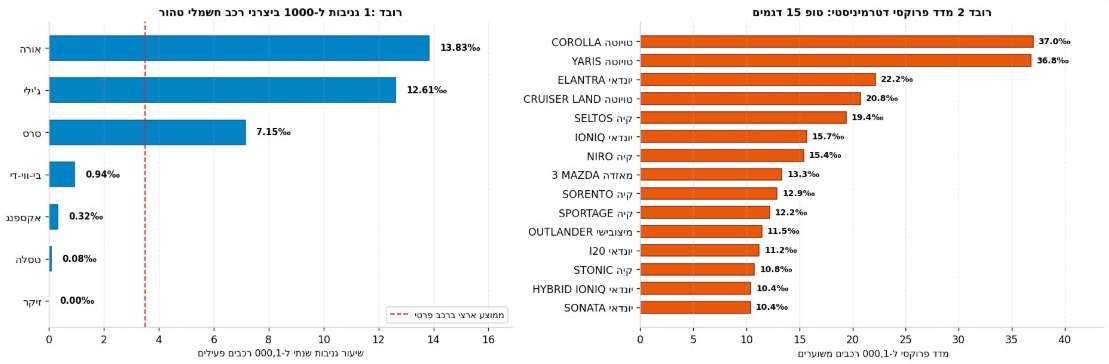 רובד 1: גניבות ל-1000 ביצרני רכב חשמלי טהור
אורה 13.83‰
ג'ילי 12.61‰
סרס 7.15‰
בי-ווי-די 0.94‰
אקספנג 0.32‰
טסלה 0.08‰
זיקר 0.00‰
ממוצע ארצי ברכב פרטי
0 2 4 6 8 10 12 14 16
שיעור גניבות שנתי ל-000,1 רכבים פעילים
רובד 2 מדד פרוקסי דטרמיניסטי: טופ 15 דגמים
טויוטה COROLLA 37.0‰
טויוטה YARIS 36.8‰
יונדאי ELANTRA 22.2‰
טויוטה CRUISER LAND 20.8‰
קיה SELTOS 19.4‰
יונדאי IONIQ 15.7‰
קיה NIRO 15.4‰
מאזדה 3 MAZDA 13.3‰
קיה SORENTO 12.9‰
קיה SPORTAGE 12.2‰
מיצובישי OUTLANDER 11.5‰
יונדאי I20 11.2‰
קיה STONIC 10.8‰
יונדאי HYBRID IONIQ 10.4‰
יונדאי SONATA 10.4‰
0 5 10 15 20 25 30 35 40
מדד פרוקסי ל-000,1 רכבים משוערים